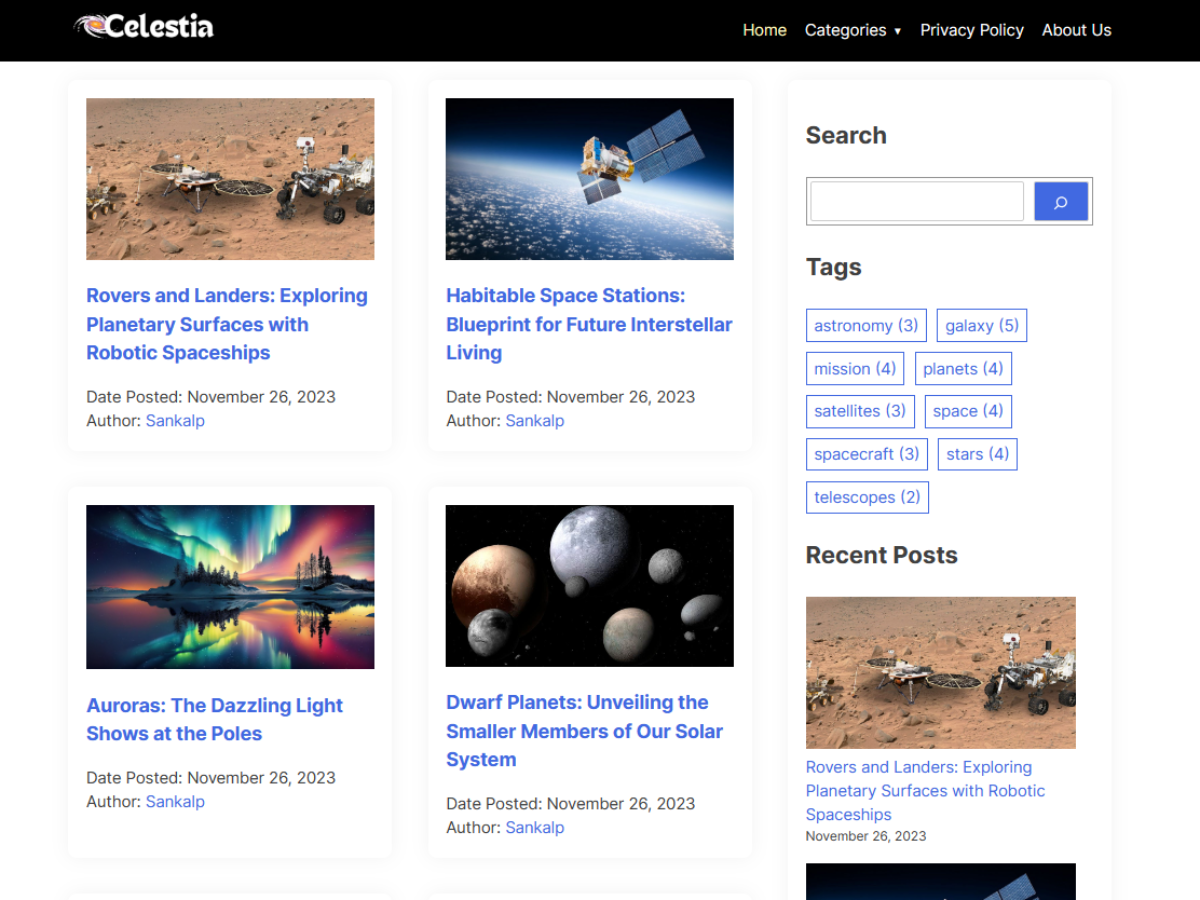 Celestia
Home
Categories ▼
Privacy Policy
About Us
Rovers and Landers: Exploring
Planetary Surfaces with
Robotic Spaceships
Date Posted: November 26, 2023
Author: Sankalp
Habitable Space Stations:
Blueprint for Future Interstellar
Living
Date Posted: November 26, 2023
Author: Sankalp
Auroras: The Dazzling Light
Shows at the Poles
Date Posted: November 26, 2023
Author: Sankalp
Dwarf Planets: Unveiling the
Smaller Members of Our Solar
System
Date Posted: November 26, 2023
Author: Sankalp
Search
Tags
astronomy (3)
galaxy (5)
mission (4)
planets (4)
satellites (3)
space (4)
spacecraft (3)
stars (4)
telescopes (2)
Recent Posts
Rovers and Landers: Exploring
Planetary Surfaces with Robotic
Spaceships
November 26, 2023